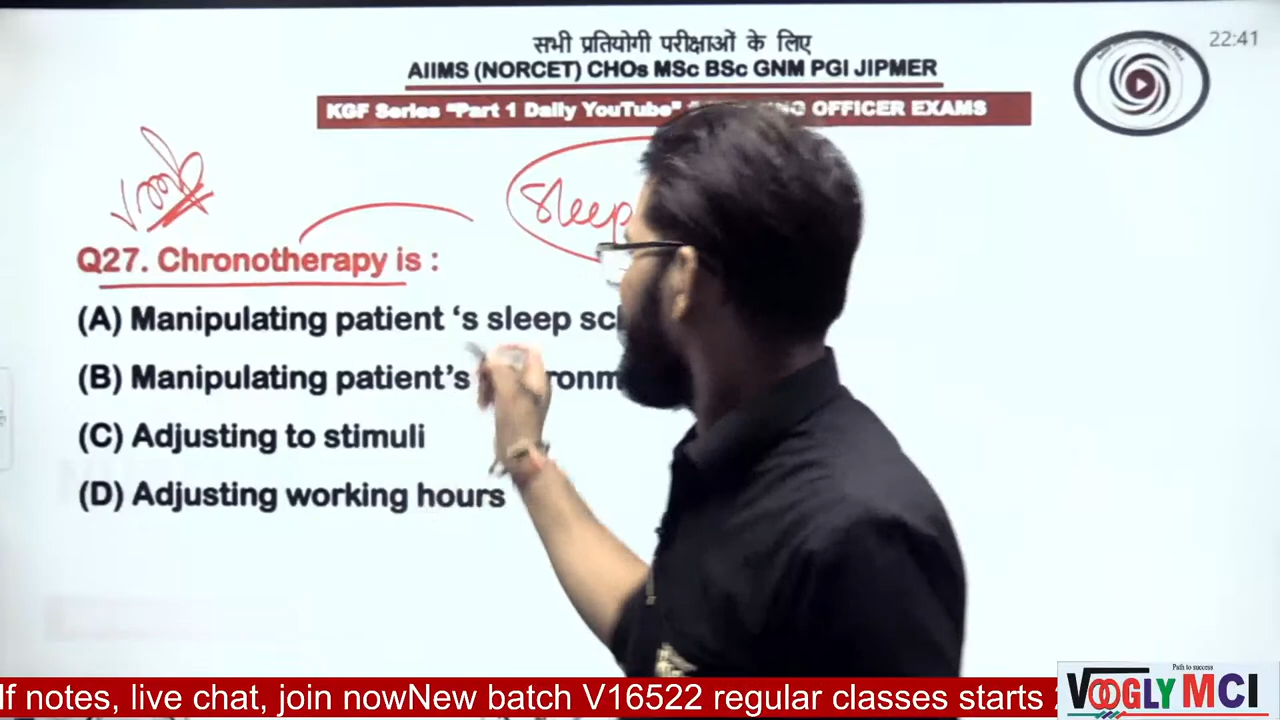 सभी प्रतियोगी परीक्षाओं के लिए
22:41
AIIMS (NORCET) CHOs MSc BSc GNM PGI JIPMER
KGF Series "Part 1 Daily YouTube" OFFICER EXAMS
Sleep
Q27. Chronotherapy is :
(A) Manipulating patient 's sleep
(B) Manipulating patient's
(C) Adjusting to stimuli
(D) Adjusting working hours
Path to success
VOOGLY MCI
If notes, live chat, join nowNew batch V16522 regular classes starts